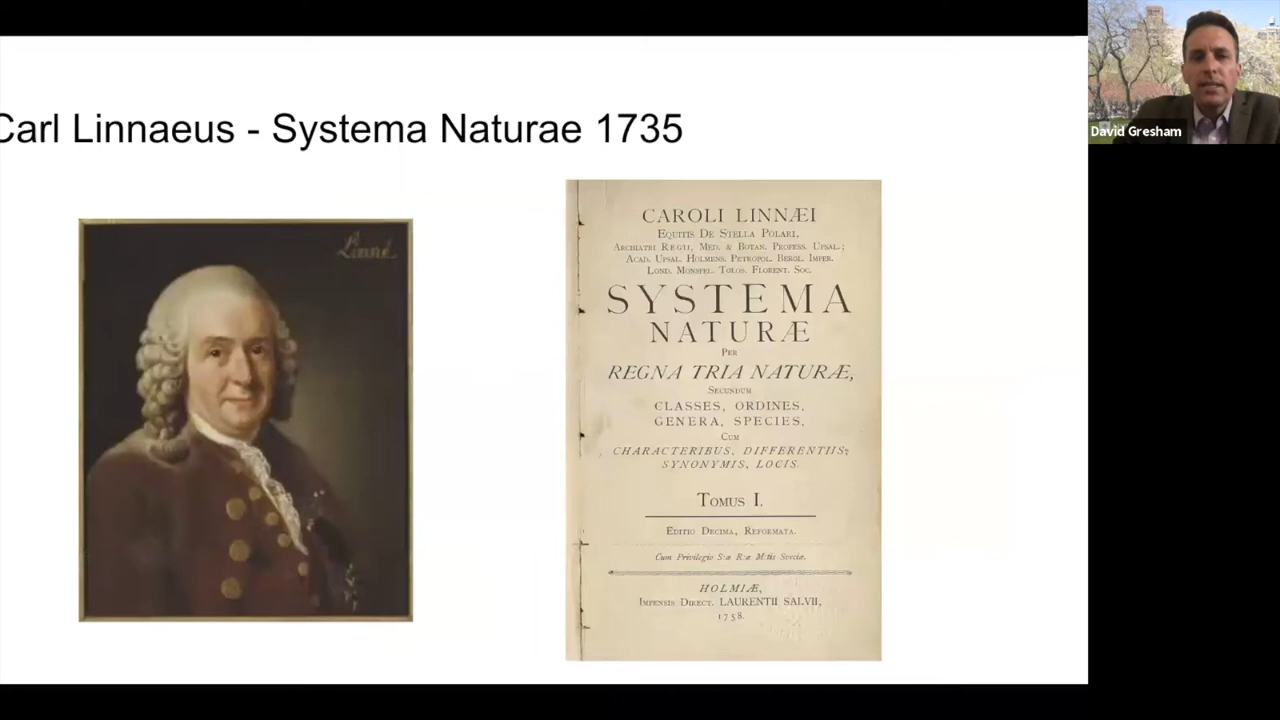 Carl Linnaeus - Systema Naturae 1735
David Gresham
Linné
CAROLI LINNÆI
EQUITIS DE STELLA POLARI,
ARCHIATRI REGII, MED. & BOTAN. PROFESS. UPSAL.;
ACAD. UPSAL. HOLMENS. PETROPOL. BEROL. IMPER.
LOND. MONSPEL. TOLOS. FLORENT. SOC.
SYSTEMA
NATURÆ
PER
REGNA TRIA NATURÆ,
SECUNDUM
CLASSES, ORDINES,
GENERA, SPECIES,
CUM
CHARACTERIBUS, DIFFERENTIIS,
SYNONYMIS, LOCIS.
TOMUS I.
EDITIO DECIMA, REFORMATA.
Cum Privilegio S:æ R:æ M:tis Sveciæ.
HOLMIÆ,
IMPENSIS DIRECT. LAURENTII SALVII,
1758.